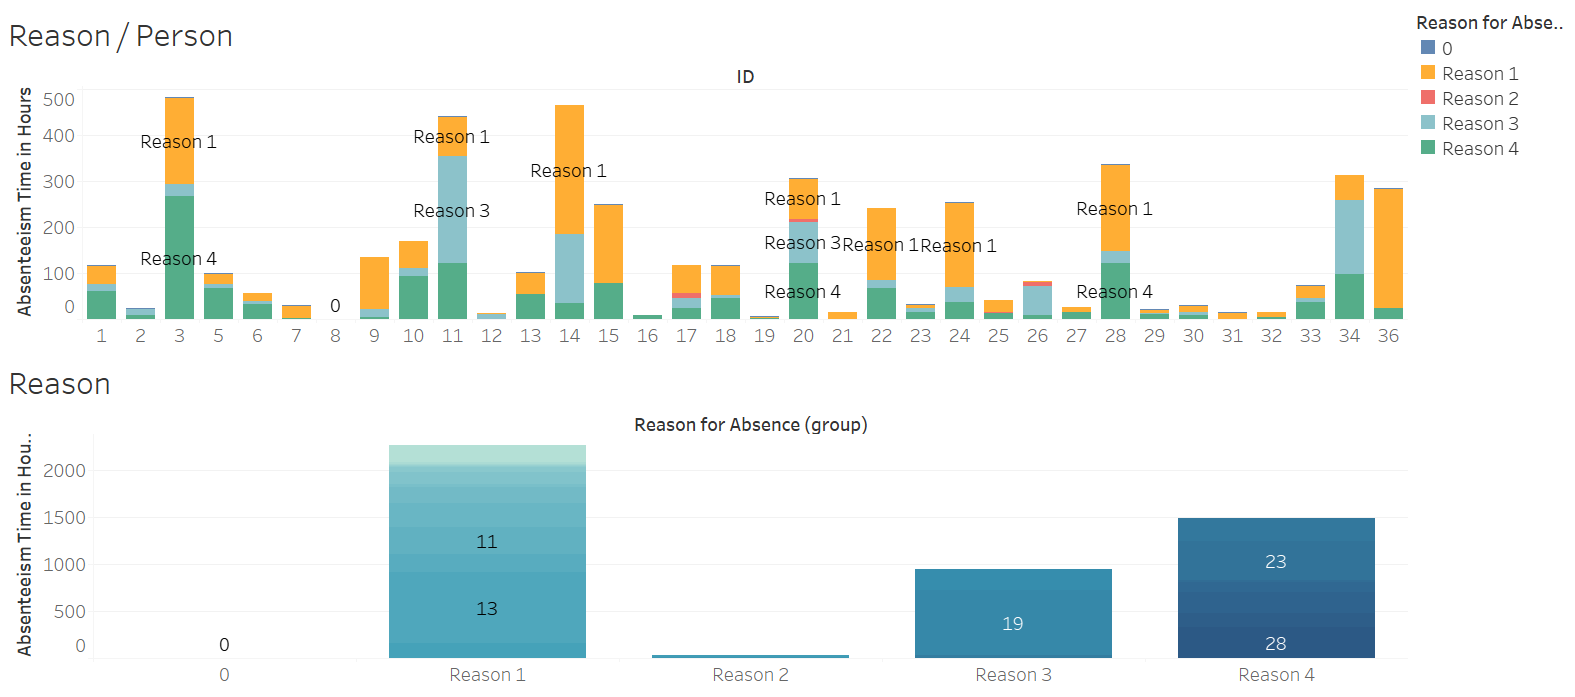 Reason / Person
Reason for Abse..
0
Reason 1
Reason 2
Reason 3
Reason 4
ID
Absenteeism Time in Hours
500
400
300
200
100
0
Reason 1
Reason 4
0
Reason 1
Reason 3
Reason 1
Reason 1
Reason 3
Reason 4
Reason 1
Reason 1
Reason 1
Reason 4
1 2 3 5 6 7 8 9 10 11 12 13 14 15 16 17 18 19 20 21 22 23 24 25 26 27 28 29 30 31 32 33 34 36
Reason
Reason for Absence (group)
Absenteeism Time in Hou..
2000
1500
1000
500
0
0
11
13
19
23
28
0 Reason 1 Reason 2 Reason 3 Reason 4